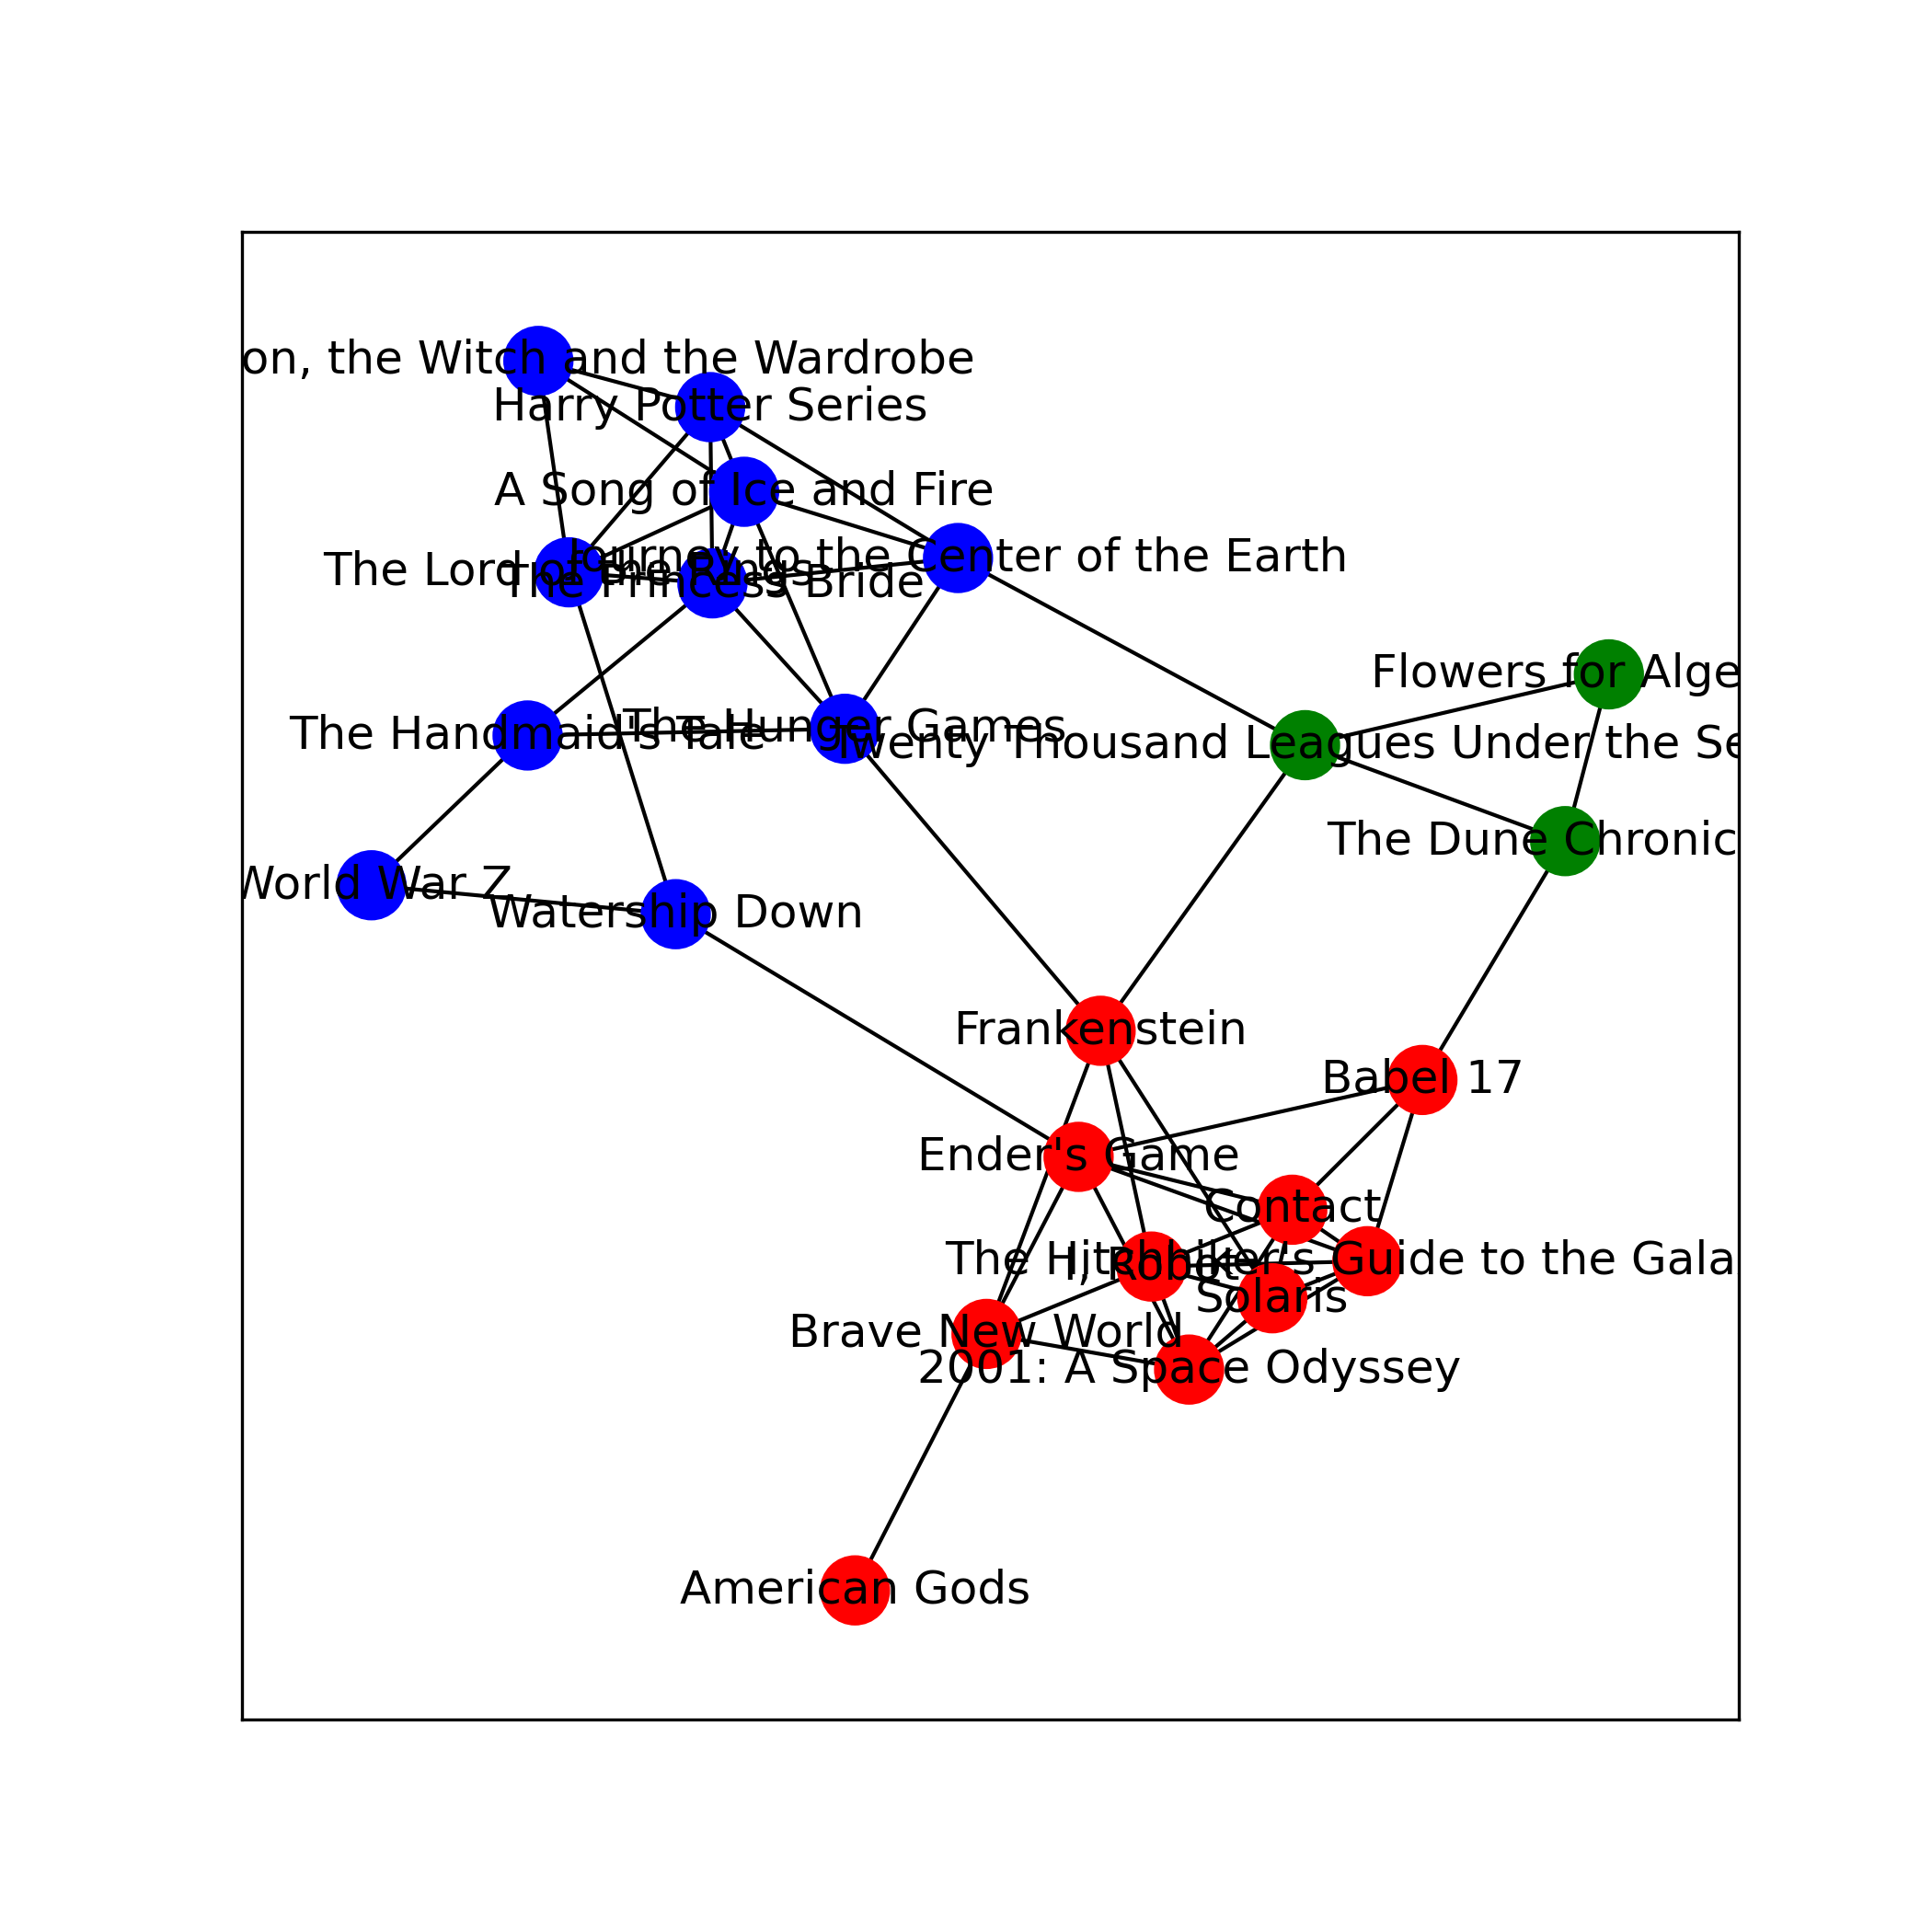 on, the Witch and the Wardrobe
Harry Potter Series
A Song of Ice and Fire
Journey to the Center of the Earth
The Lord of the Rings
The Princess Bride
Flowers for Alge
The Handmaid's Tale
The Hunger Games
Twenty Thousand Leagues Under the Se
The Dune Chronic
World War Z
Watership Down
Frankenstein
Babel 17
Ender's Game
Contact
The Hitchhiker's Guide to the Gala
I, Robot
Solaris
Brave New World
2001: A Space Odyssey
American Gods